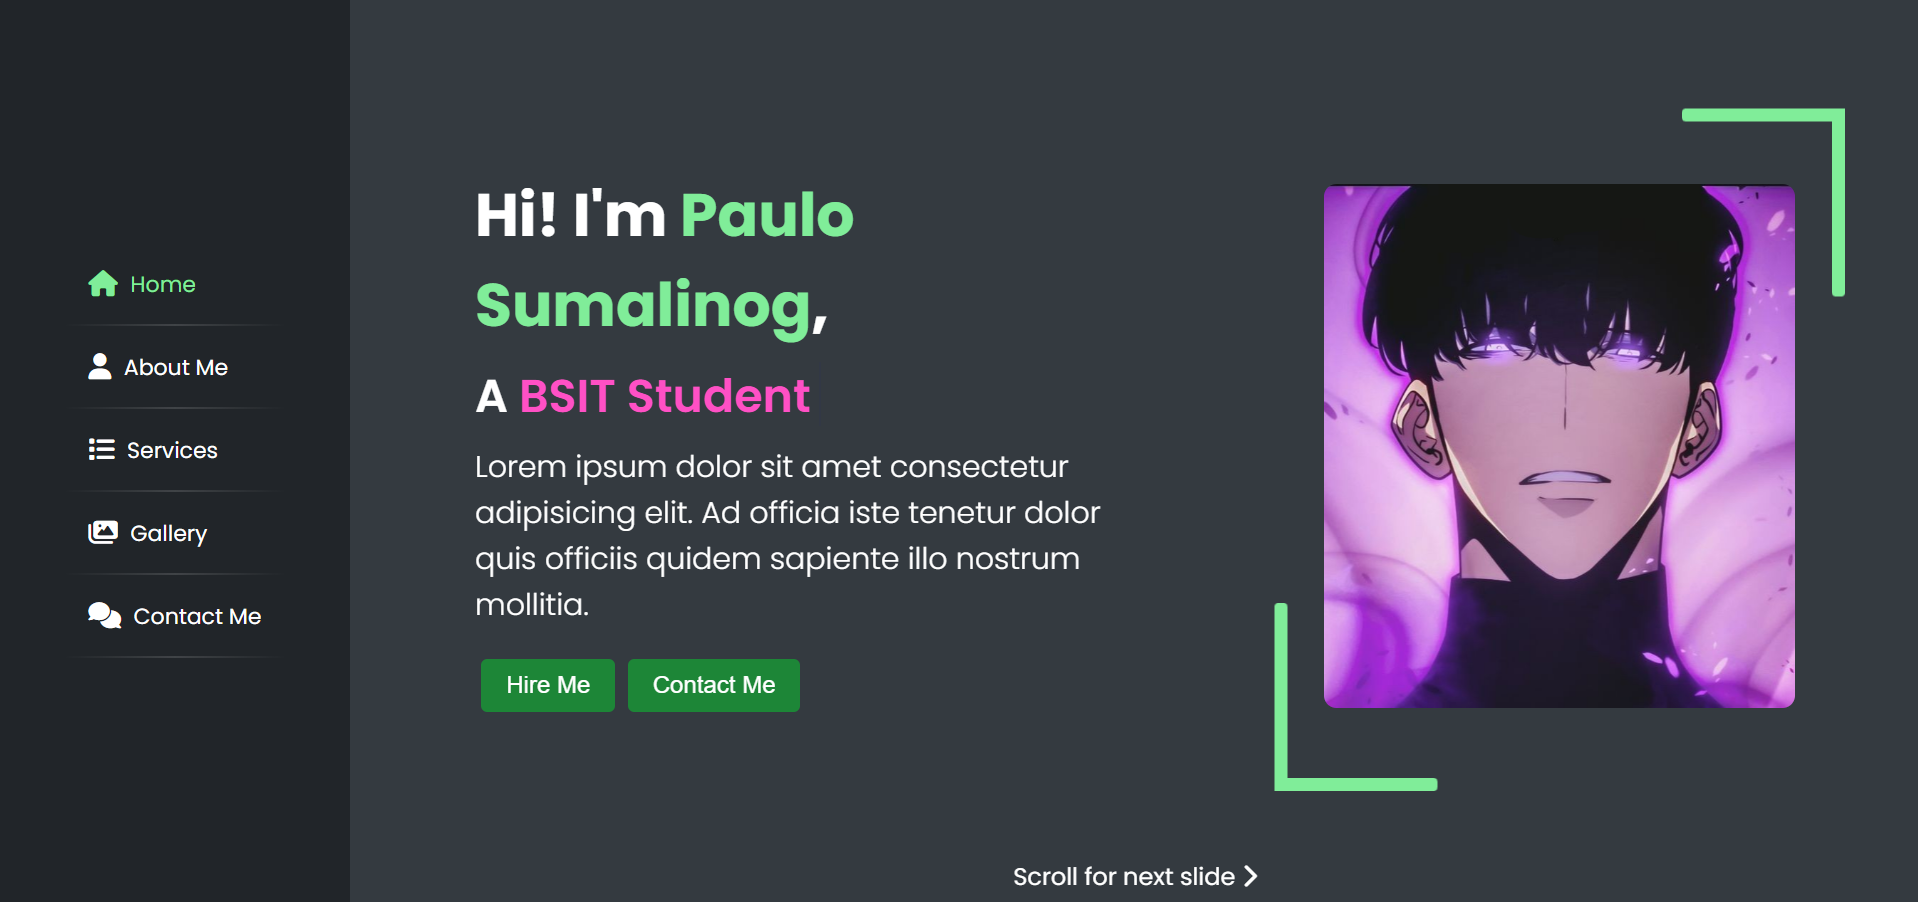 Home
About Me
Services
Gallery
Contact Me
Hi! I'm Paulo
Sumalinog,
A BSIT Student
Lorem ipsum dolor sit amet consectetur
adipisicing elit. Ad officia iste tenetur dolor
quis officiis quidem sapiente illo nostrum
mollitia.
Hire Me
Contact Me
Scroll for next slide